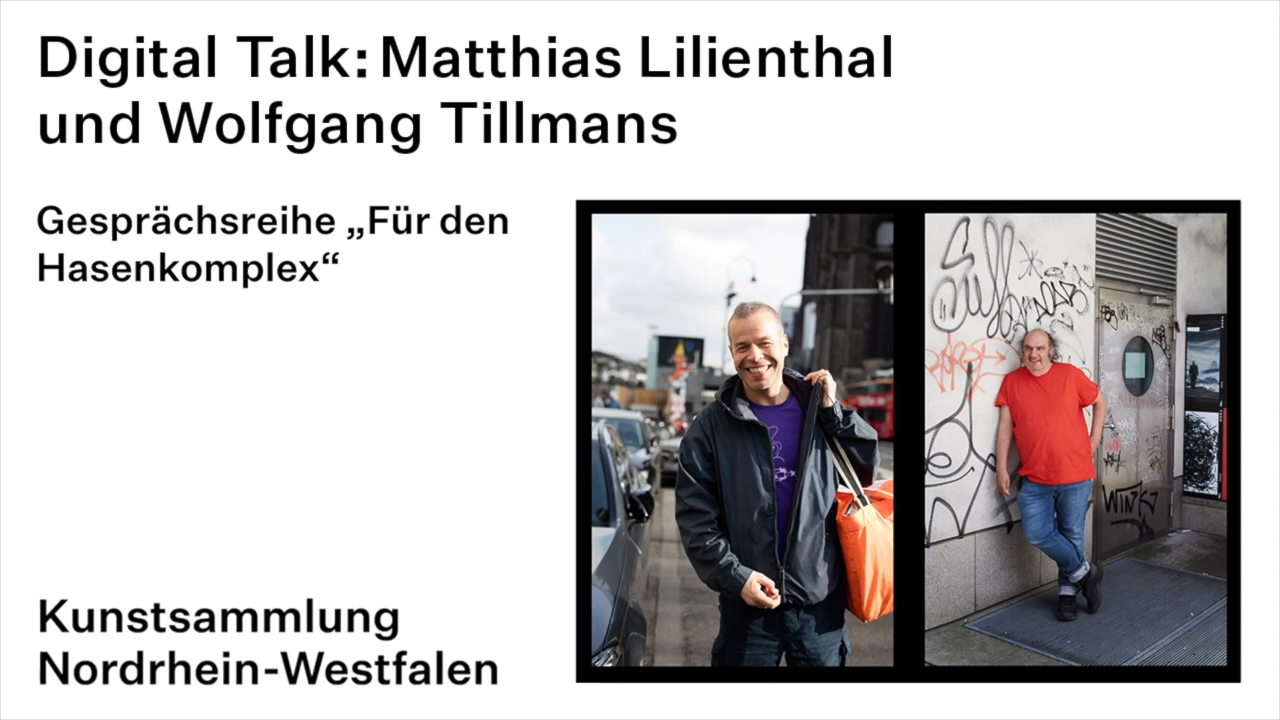 Digital Talk: Matthias Lilienthal
und Wolfgang Tillmans
Gesprächsreihe „Für den
Hasenkomplex“
Kunstsammlung
Nordrhein-Westfalen